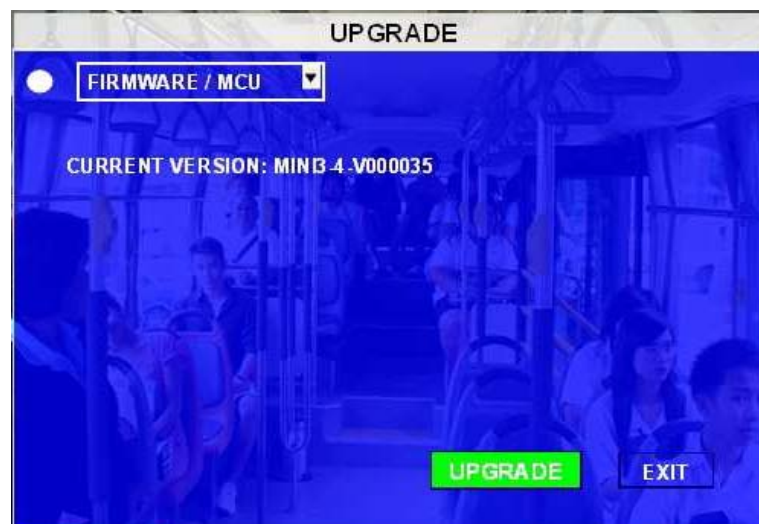 UPGRADE
FIRMWARE / MCU
CURRENT VERSION: MINI3-4-V000035
UPGRADE
EXIT